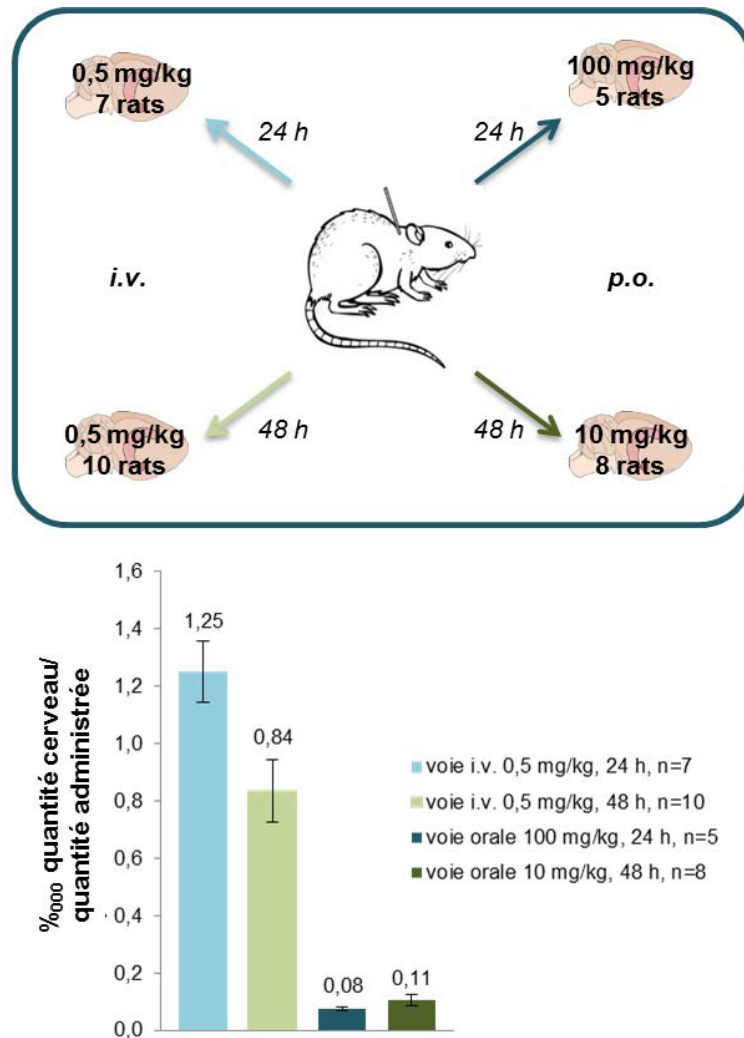 0,5 mg/kg
7 rats
100 mg/kg
5 rats
24 h
24 h
i.v.
p.o.
0,5 mg/kg
10 rats
48 h
48 h
10 mg/kg
8 rats
%₀₀₀ quantité cerveau/
quantité administrée
1,6
1,4
1,2
1,0
0,8
0,6
0,4
0,2
0,0
1,25
0,84
0,08
0,11
voie i.v. 0,5 mg/kg, 24 h, n=7
voie i.v. 0,5 mg/kg, 48 h, n=10
voie orale 100 mg/kg, 24 h, n=5
voie orale 10 mg/kg, 48 h, n=8